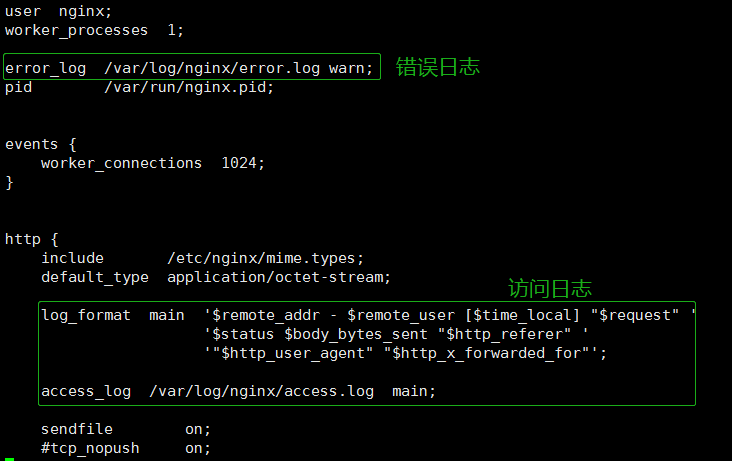 user  nginx;
worker_processes  1;
error_log  /var/log/nginx/error.log warn; 错误日志
pid        /var/run/nginx.pid;
events {
    worker_connections  1024;
}
http {
    include       /etc/nginx/mime.types;
    default_type  application/octet-stream;
访问日志
    log_format  main  '$remote_addr - $remote_user [$time_local] "$request" '
                      '$status $body_bytes_sent "$http_referer" '
                      '"$http_user_agent" "$http_x_forwarded_for"';
    access_log  /var/log/nginx/access.log  main;
    sendfile        on;
    #tcp_nopush     on;